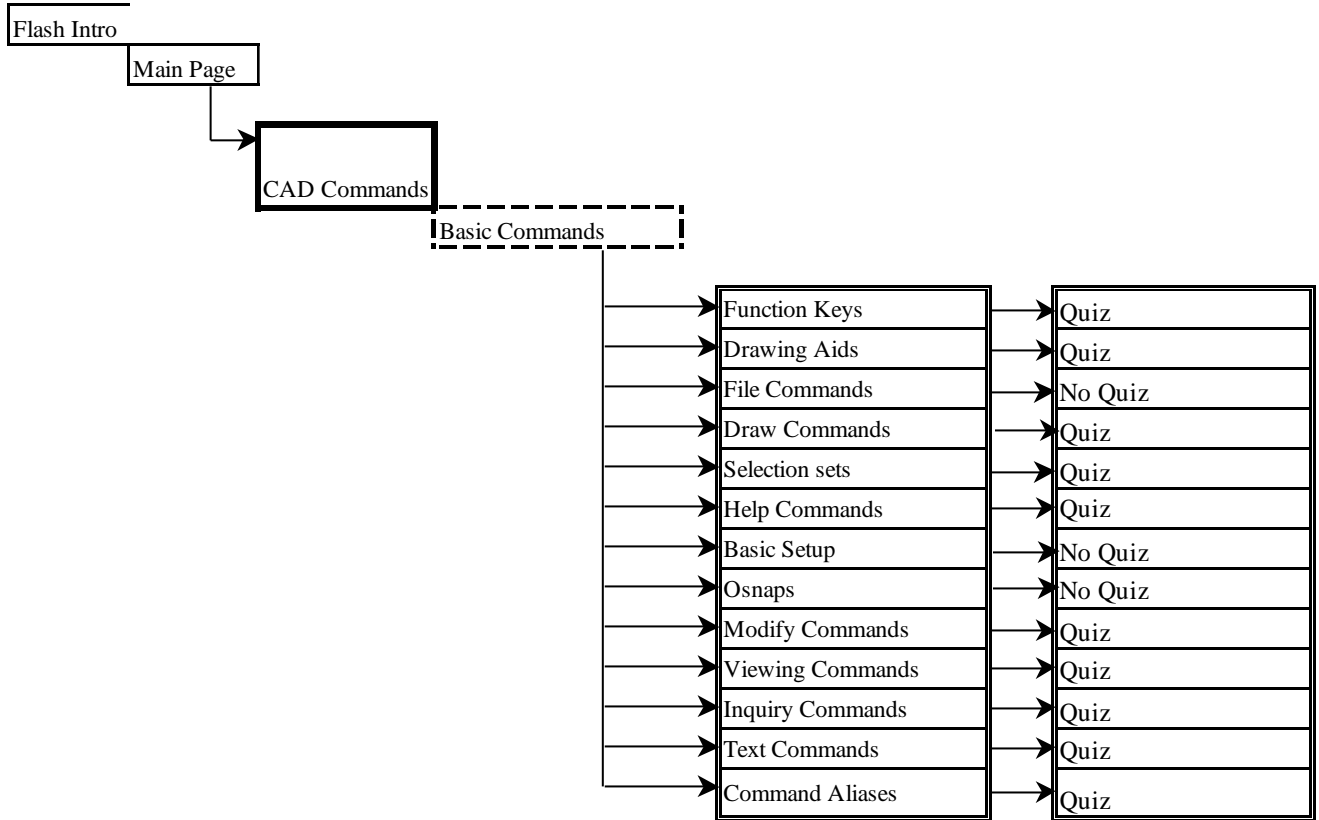 Flash Intro
Main Page
CAD Commands
Basic Commands
Function Keys
Quiz
Drawing Aids
Quiz
File Commands
No Quiz
Draw Commands
Quiz
Selection sets
Quiz
Help Commands
Quiz
Basic Setup
No Quiz
Osnaps
No Quiz
Modify Commands
Quiz
Viewing Commands
Quiz
Inquiry Commands
Quiz
Text Commands
Quiz
Command Aliases
Quiz